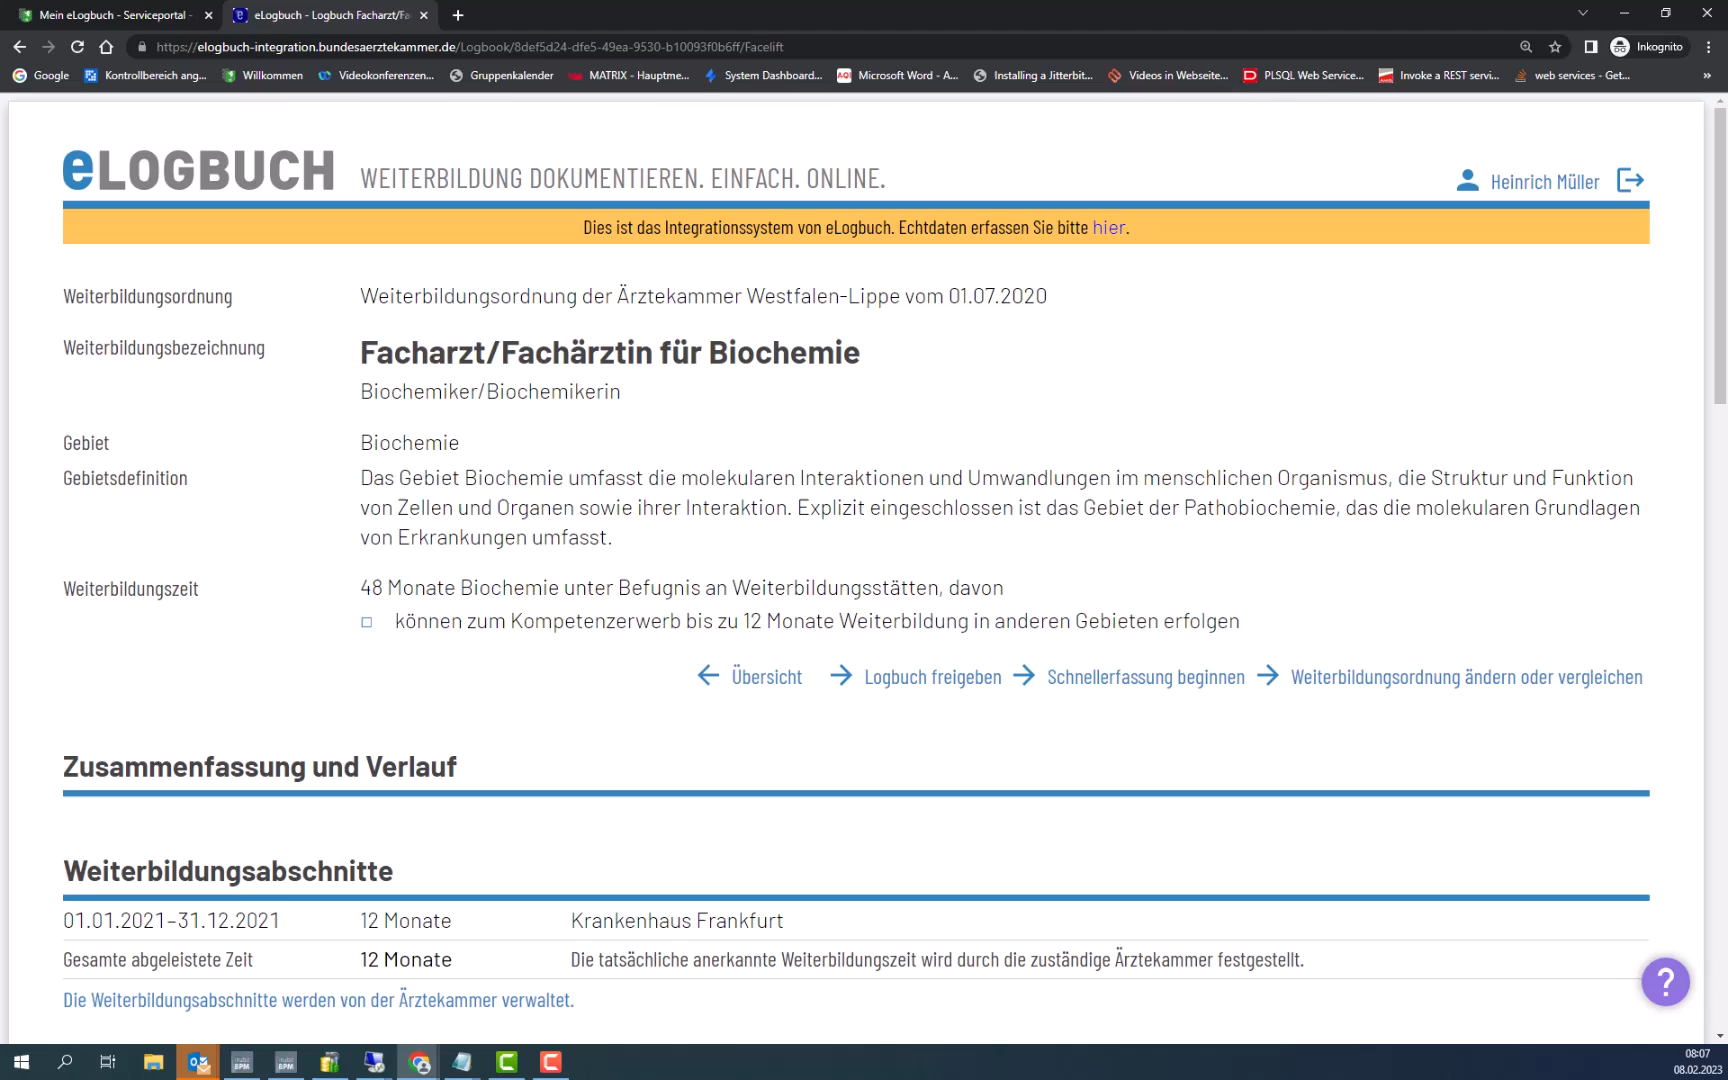 Mein eLogbuch - Serviceportal -
eLogbuch - Logbuch Facharzt/Fa
https://elogbuch-integration.bundesaerztekammer.de/Logbook/8def5d24-dfe5-49ea-9530-b10093f0b6ff/Facelift
Inkognito
Google
Kontrollbereich ang...
Willkommen
Videokonferenzen...
Gruppenkalender
MATRIX - Hauptme...
System Dashboard...
AQ!
Microsoft Word - A...
Installing a Jitterbit...
Videos in Webseite...
PLSQL Web Service...
Invoke a REST servi...
web services - Get...
»
eLOGBUCH
WEITERBILDUNG DOKUMENTIEREN. EINFACH. ONLINE.
Heinrich Müller
Dies ist das Integrationssystem von eLogbuch. Echtdaten erfassen Sie bitte hier.
Weiterbildungsordnung
Weiterbildungsordnung der Ärztekammer Westfalen-Lippe vom 01.07.2020
Weiterbildungsbezeichnung
Facharzt/Fachärztin für Biochemie
Biochemiker/Biochemikerin
Gebiet
Biochemie
Gebietsdefinition
Das Gebiet Biochemie umfasst die molekularen Interaktionen und Umwandlungen im menschlichen Organismus, die Struktur und Funktion
von Zellen und Organen sowie ihrer Interaktion. Explizit eingeschlossen ist das Gebiet der Pathobiochemie, das die molekularen Grundlagen
von Erkrankungen umfasst.
Weiterbildungszeit
48 Monate Biochemie unter Befugnis an Weiterbildungsstätten, davon
können zum Kompetenzerwerb bis zu 12 Monate Weiterbildung in anderen Gebieten erfolgen
Übersicht
Logbuch freigeben
Schnellerfassung beginnen
Weiterbildungsordnung ändern oder vergleichen
Zusammenfassung und Verlauf
Weiterbildungsabschnitte
01.01.2021–31.12.2021
12 Monate
Krankenhaus Frankfurt
Gesamte abgeleistete Zeit
12 Monate
Die tatsächliche anerkannte Weiterbildungszeit wird durch die zuständige Ärztekammer festgestellt.
Die Weiterbildungsabschnitte werden von der Ärztekammer verwaltet.
?
BPM
BPM
08:07
08.02.2023